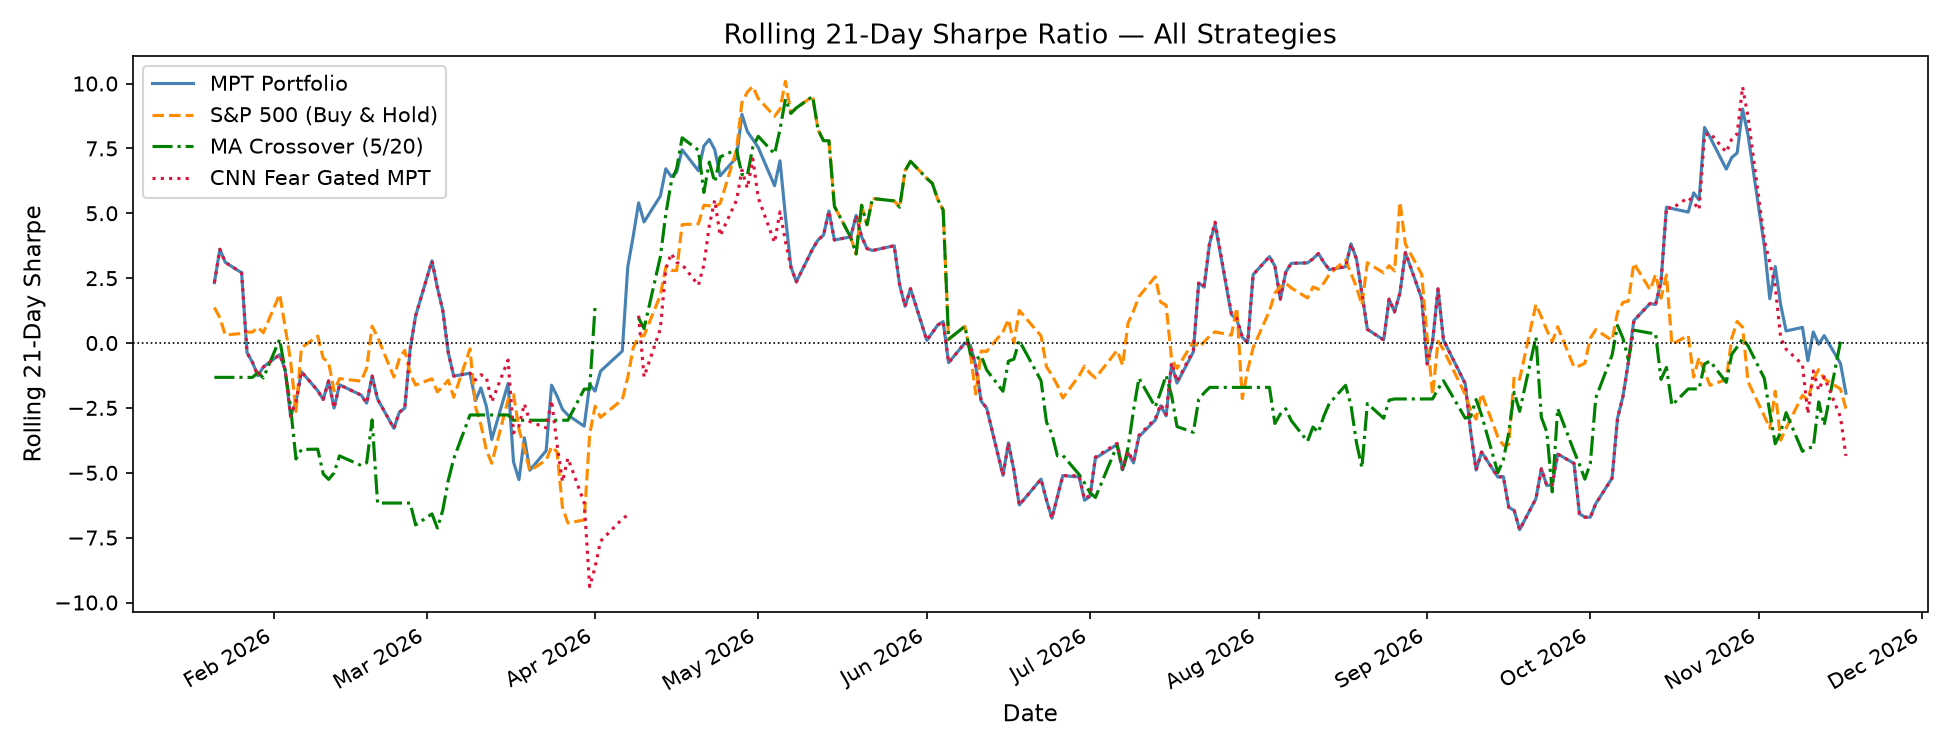 Rolling 21-Day Sharpe Ratio — All Strategies
MPT Portfolio
S&P 500 (Buy & Hold)
MA Crossover (5/20)
CNN Fear Gated MPT
Rolling 21-Day Sharpe
10.0
7.5
5.0
2.5
0.0
−2.5
−5.0
−7.5
−10.0
Feb 2026
Mar 2026
Apr 2026
May 2026
Jun 2026
Jul 2026
Aug 2026
Sep 2026
Oct 2026
Nov 2026
Dec 2026
Date